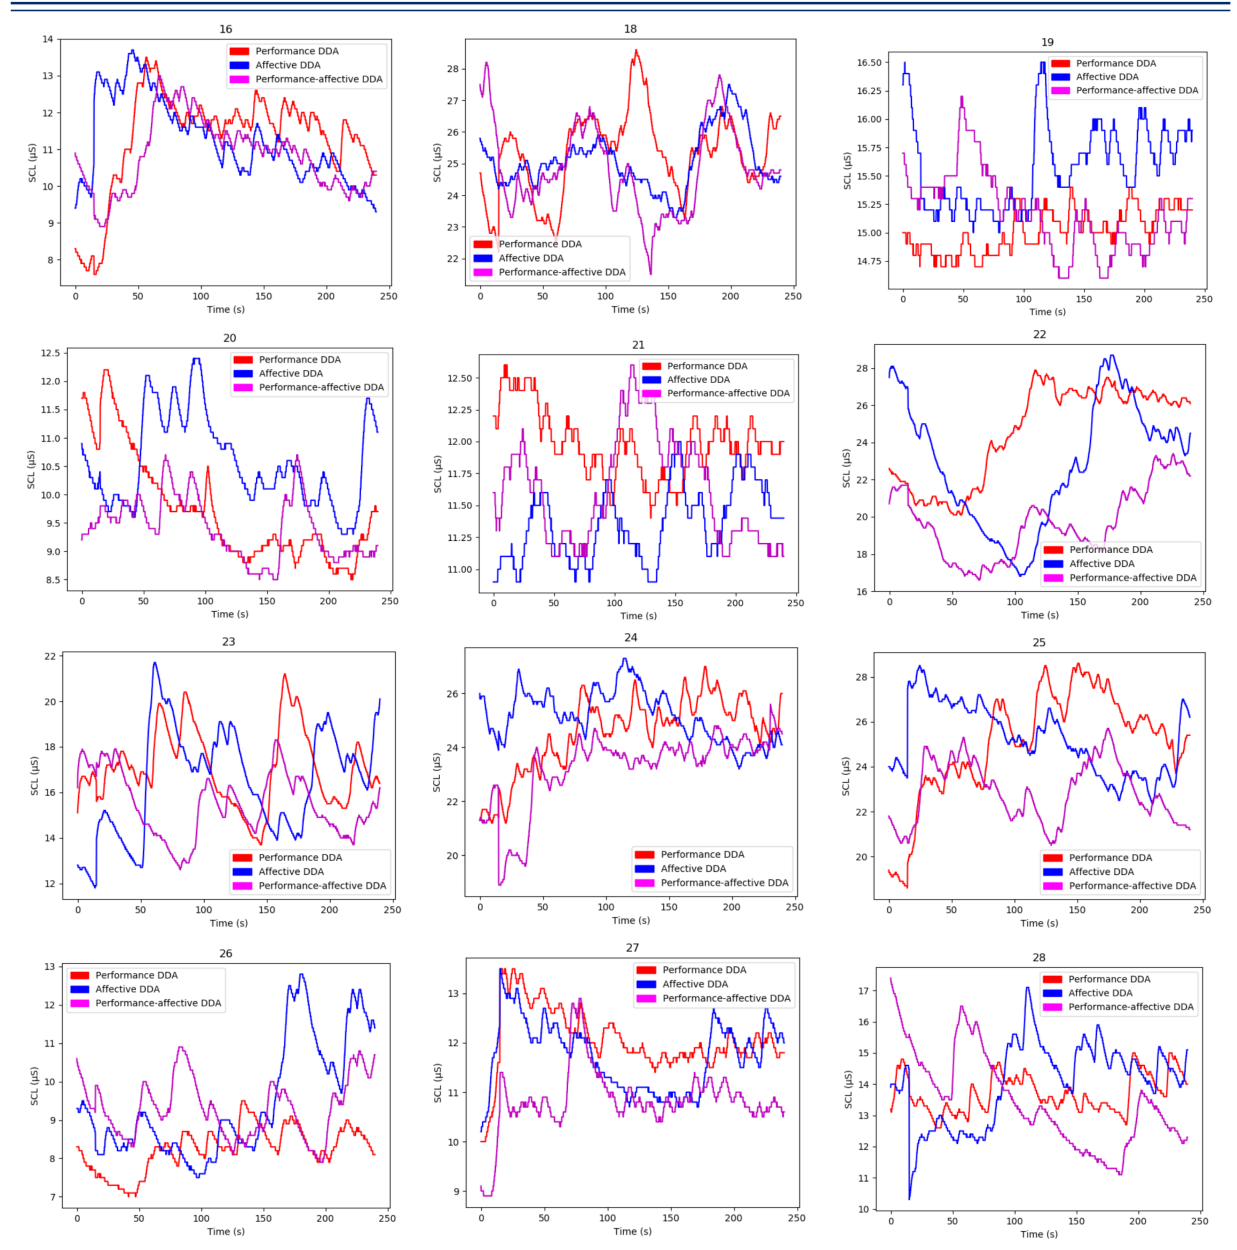 16
14
13
12
11
10
9
8
SCL (µS)
0 50 100 150 200 250
Time (s)
Performance DDA
Affective DDA
Performance-affective DDA
18
28
27
26
25
24
23
22
SCL (µS)
0 50 100 150 200 250
Time (s)
Performance DDA
Affective DDA
Performance-affective DDA
19
16.50
16.25
16.00
15.75
15.50
15.25
15.00
14.75
SCL (µS)
0 50 100 150 200 250
Time (s)
Performance DDA
Affective DDA
Performance-affective DDA
20
12.5
12.0
11.5
11.0
10.5
10.0
9.5
9.0
8.5
SCL (µS)
0 50 100 150 200 250
Time (s)
Performance DDA
Affective DDA
Performance-affective DDA
21
12.50
12.25
12.00
11.75
11.50
11.25
11.00
SCL (µS)
0 50 100 150 200 250
Time (s)
Performance DDA
Affective DDA
Performance-affective DDA
22
28
26
24
22
20
18
16
SCL (µS)
0 50 100 150 200 250
Time (s)
Performance DDA
Affective DDA
Performance-affective DDA
23
22
20
18
16
14
12
SCL (µS)
0 50 100 150 200 250
Time (s)
Performance DDA
Affective DDA
Performance-affective DDA
24
26
24
22
20
SCL (µS)
0 50 100 150 200 250
Time (s)
Performance DDA
Affective DDA
Performance-affective DDA
25
28
26
24
22
20
SCL (µS)
0 50 100 150 200 250
Time (s)
Performance DDA
Affective DDA
Performance-affective DDA
26
13
12
11
10
9
8
7
SCL (µS)
0 50 100 150 200 250
Time (s)
Performance DDA
Affective DDA
Performance-affective DDA
27
13
12
11
10
9
SCL (µS)
0 50 100 150 200 250
Time (s)
Performance DDA
Affective DDA
Performance-affective DDA
28
17
16
15
14
13
12
11
10
SCL (µS)
0 50 100 150 200 250
Time (s)
Performance DDA
Affective DDA
Performance-affective DDA